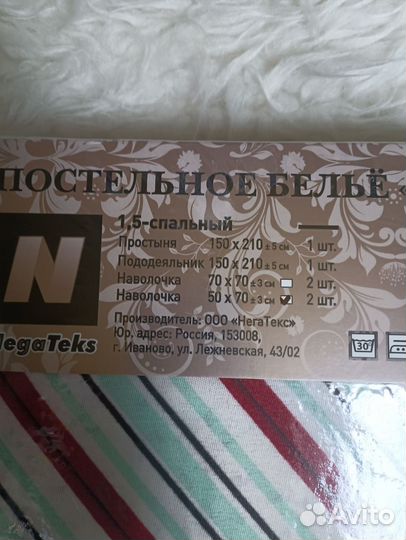 ПОСТЕЛЬНОЕ БЕЛЬЁ
1,5-спальный
Простыня 150 х 210 ±5 см 1 шт.
Пододеяльник 150 х 210 ±5 см 1 шт.
Наволочка 70 х 70 ±3 см 2 шт.
Наволочка 50 х 70 ±3 см 2 шт.
Производитель: ООО «НегаТекс»
Юр. адрес: Россия, 153008,
г. Иваново, ул. Лежневская, 43/02
N
NegaTeks
30
Avito